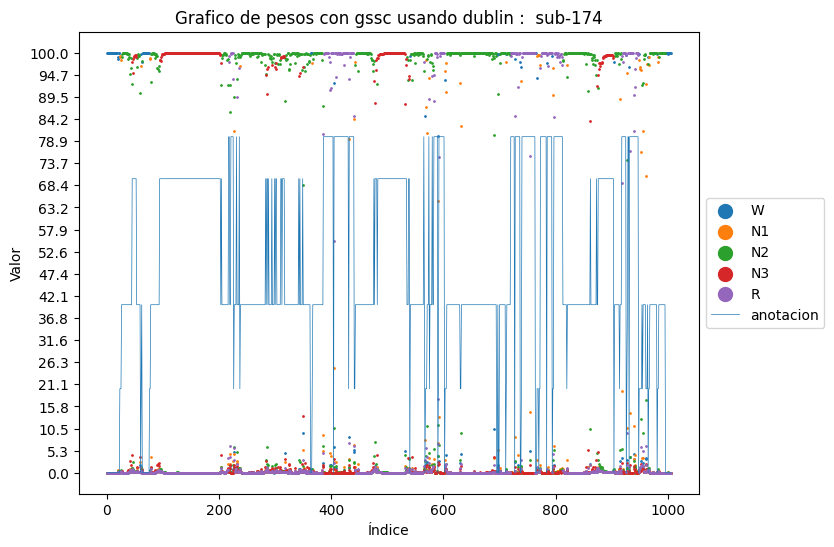 Grafico de pesos con gssc usando dublin :  sub-174
Valor
100.0
94.7
89.5
84.2
78.9
73.7
68.4
63.2
57.9
52.6
47.4
42.1
36.8
31.6
26.3
21.1
15.8
10.5
5.3
0.0
0
200
400
600
800
1000
Índice
W
N1
N2
N3
R
anotacion